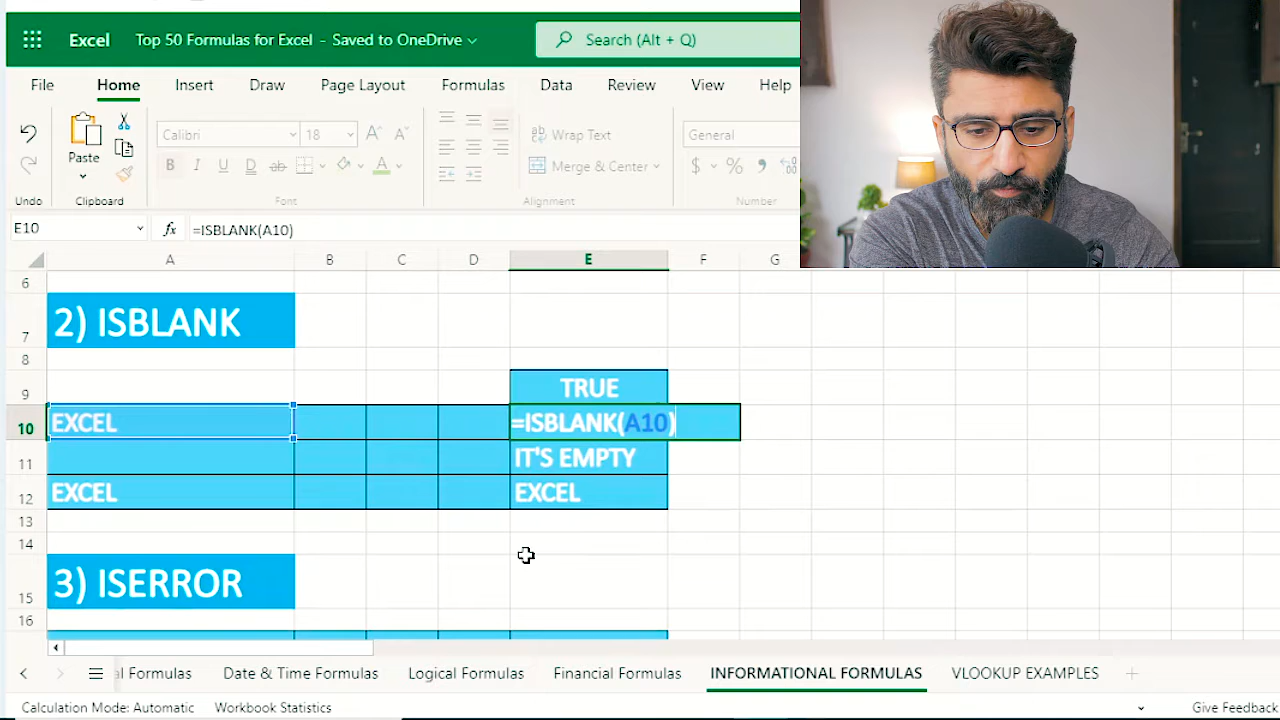 Excel Top 50 Formulas for Excel - Saved to OneDrive Search (Alt + Q)
File Home Insert Draw Page Layout Formulas Data Review View Help
Calibri 18 Wrap Text General
Paste B I U D ab A Merge & Center $ % 9 .00
Undo Clipboard Font Alignment Number
E10 fx =ISBLANK(A10)
A B C D E F G
6
7 2) ISBLANK
8
9 TRUE
10 EXCEL =ISBLANK(A10)
11 IT'S EMPTY
12 EXCEL EXCEL
13
14
15 3) ISERROR
16
al Formulas Date & Time Formulas Logical Formulas Financial Formulas INFORMATIONAL FORMULAS VLOOKUP EXAMPLES
Calculation Mode: Automatic Workbook Statistics Give Feedback